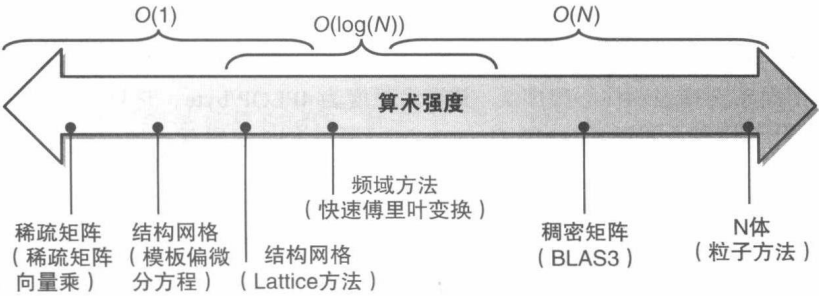 O(1)
O(log(N))
O(N)
算术强度
稀疏矩阵
（稀疏矩阵
向量乘）
结构网格
（模板偏微
分方程）
结构网格
（Lattice方法）
频域方法
（快速傅里叶变换）
稠密矩阵
（BLAS3）
N体
（粒子方法）